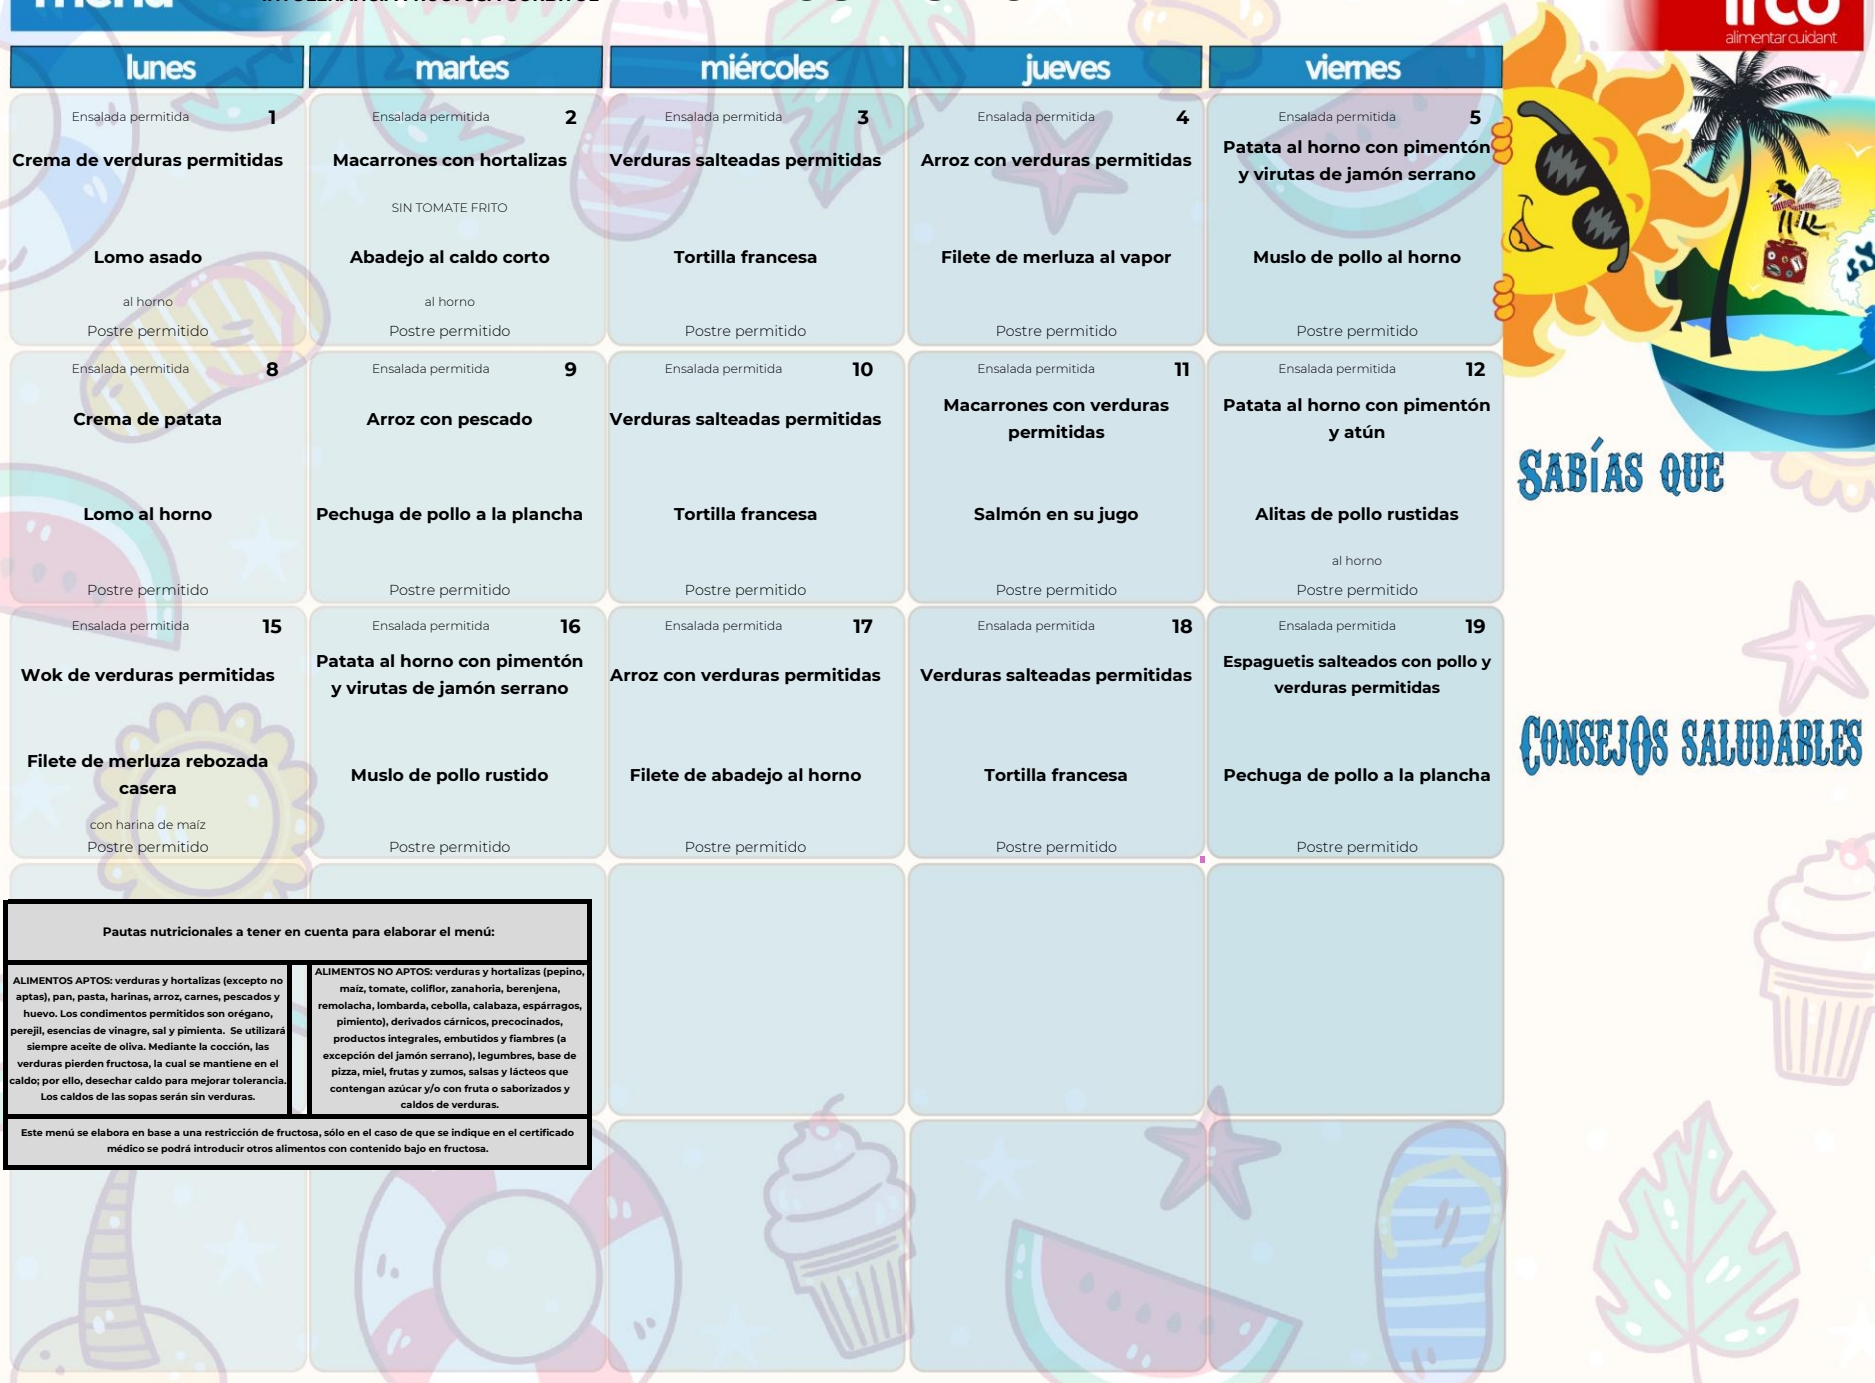 menú
irco
alimentar cuidant
lunes
martes
miércoles
jueves
viernes
Ensalada permitida 1
Crema de verduras permitidas
Lomo asado
al horno
Postre permitido
Ensalada permitida 2
Macarrones con hortalizas
SIN TOMATE FRITO
Abadejo al caldo corto
al horno
Postre permitido
Ensalada permitida 3
Verduras salteadas permitidas
Tortilla francesa
Postre permitido
Ensalada permitida 4
Arroz con verduras permitidas
Filete de merluza al vapor
Postre permitido
Ensalada permitida 5
Patata al horno con pimentón
y virutas de jamón serrano
Muslo de pollo al horno
Postre permitido
Ensalada permitida 8
Crema de patata
Lomo al horno
Postre permitido
Ensalada permitida 9
Arroz con pescado
Pechuga de pollo a la plancha
Postre permitido
Ensalada permitida 10
Verduras salteadas permitidas
Tortilla francesa
Postre permitido
Ensalada permitida 11
Macarrones con verduras
permitidas
Salmón en su jugo
Postre permitido
Ensalada permitida 12
Patata al horno con pimentón
y atún
Alitas de pollo rustidas
al horno
Postre permitido
Ensalada permitida 15
Wok de verduras permitidas
Filete de merluza rebozada
casera
con harina de maíz
Postre permitido
Ensalada permitida 16
Patata al horno con pimentón
y virutas de jamón serrano
Muslo de pollo rustido
Postre permitido
Ensalada permitida 17
Arroz con verduras permitidas
Filete de abadejo al horno
Postre permitido
Ensalada permitida 18
Verduras salteadas permitidas
Tortilla francesa
Postre permitido
Ensalada permitida 19
Espaguetis salteados con pollo y
verduras permitidas
Pechuga de pollo a la plancha
Postre permitido
Sabías que
Consejos saludables
Pautas nutricionales a tener en cuenta para elaborar el menú:
ALIMENTOS APTOS: verduras y hortalizas (excepto no
aptas), pan, pasta, harinas, arroz, carnes, pescados y
huevo. Los condimentos permitidos son orégano,
perejil, esencias de vinagre, sal y pimienta. Se utilizará
siempre aceite de oliva. Mediante la cocción, las
verduras pierden fructosa, la cual se mantiene en el
caldo; por ello, desechar caldo para mejorar tolerancia.
Los caldos de las sopas serán sin verduras.
ALIMENTOS NO APTOS: verduras y hortalizas (pepino,
maíz, tomate, coliflor, zanahoria, berenjena,
remolacha, lombarda, cebolla, calabaza, espárragos,
pimiento), derivados cárnicos, precocinados,
productos integrales, embutidos y fiambres (a
excepción del jamón serrano), legumbres, base de
pizza, miel, frutas y zumos, salsas y lácteos que
contengan azúcar y/o con fruta o saborizados y
caldos de verduras.
Este menú se elabora en base a una restricción de fructosa, sólo en el caso de que se indique en el certificado
médico se podrá introducir otros alimentos con contenido bajo en fructosa.